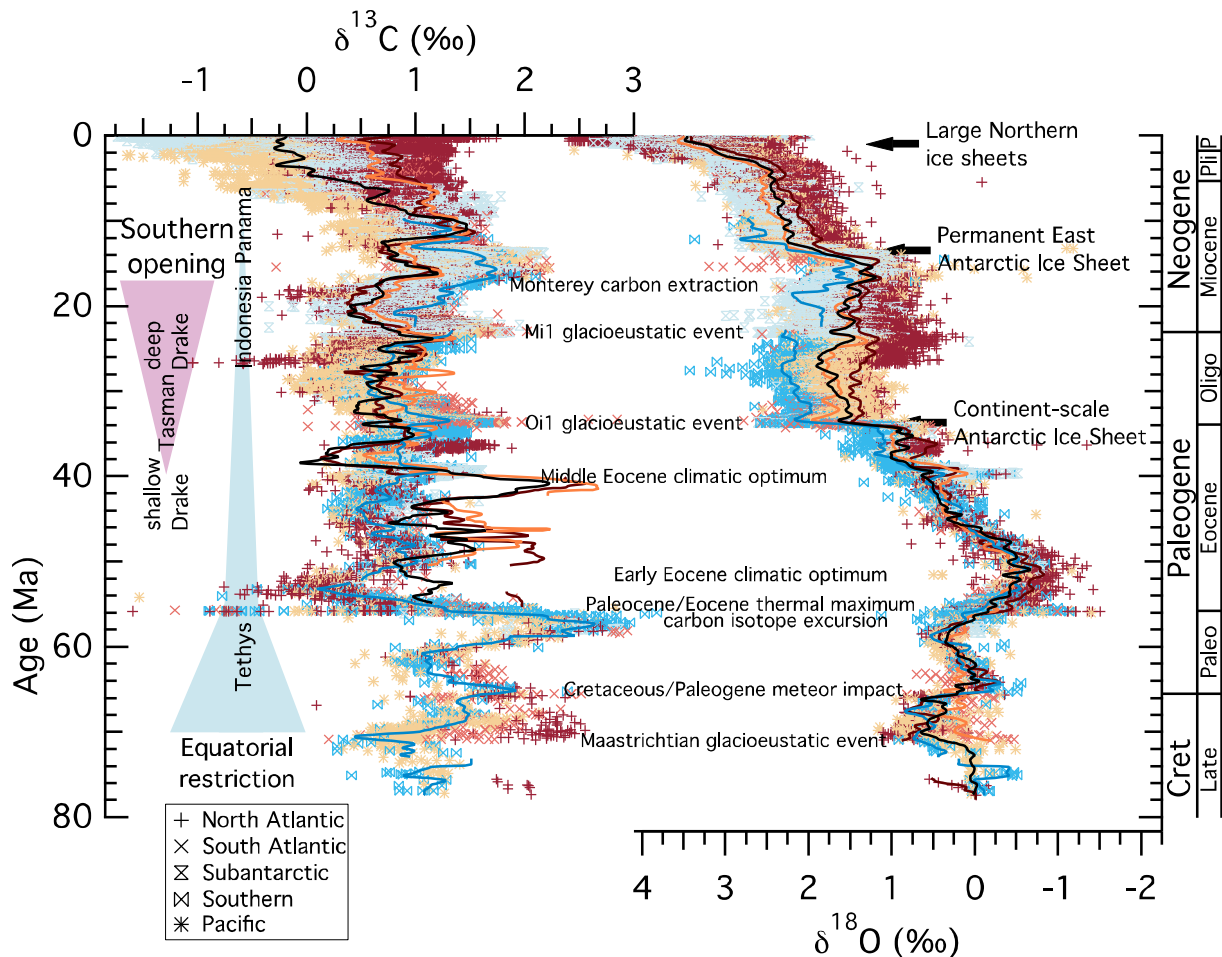 δ13C (‰)
-1 0 1 2 3
0
20
40
60
80
Age (Ma)
Southern
opening
deep
Drake
Tasman
shallow
Drake
Panama
Indonesia
Tethys
Equatorial
restriction
Large Northern
ice sheets
Permanent East
Antarctic Ice Sheet
Monterey carbon extraction
Mi1 glacioeustatic event
Continent-scale
Antarctic Ice Sheet
Oi1 glacioeustatic event
Middle Eocene climatic optimum
Early Eocene climatic optimum
Paleocene/Eocene thermal maximum
carbon isotope excursion
Cretaceous/Paleogene meteor impact
Maastrichtian glacioeustatic event
Neogene
Paleogene
Cret
P
Pli
Miocene
Oligo
Eocene
Paleo
Late
North Atlantic
South Atlantic
Subantarctic
Southern
Pacific
4 3 2 1 0 -1 -2
δ18O (‰)